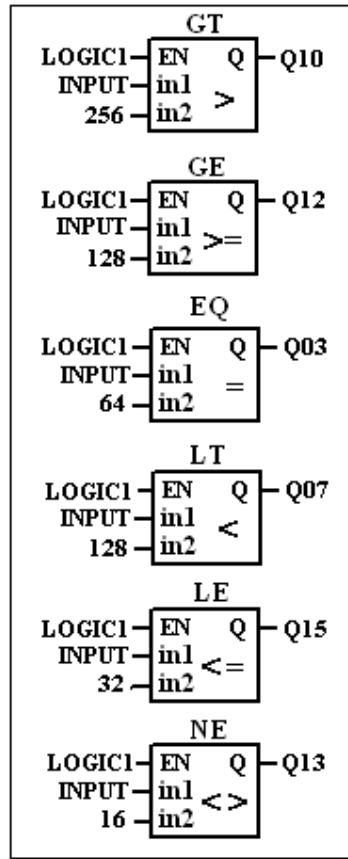 GT
LOGIC1 EN Q Q10
INPUT in1 >
256 in2
GE
LOGIC1 EN Q Q12
INPUT in1 >=
128 in2
EQ
LOGIC1 EN Q Q03
INPUT in1 =
64 in2
LT
LOGIC1 EN Q Q07
INPUT in1 <
128 in2
LE
LOGIC1 EN Q Q15
INPUT in1 <=
32 in2
NE
LOGIC1 EN Q Q13
INPUT in1 <>
16 in2